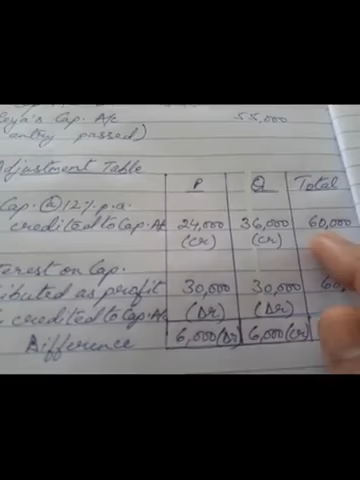 Cap. A/c 55,000
entry passed)
Adjustment Table
P Q Total
Cap. @ 12% p.a.
credited to Cap. A/c 24,000 36,000 60,000
(Cr) (Cr)
terest on Cap.
ibuted as profit 30,000 30,000 60,
credited to Cap. A/c (Dr) (Dr)
Difference 6,000 (Dr) 6,000 (Cr)